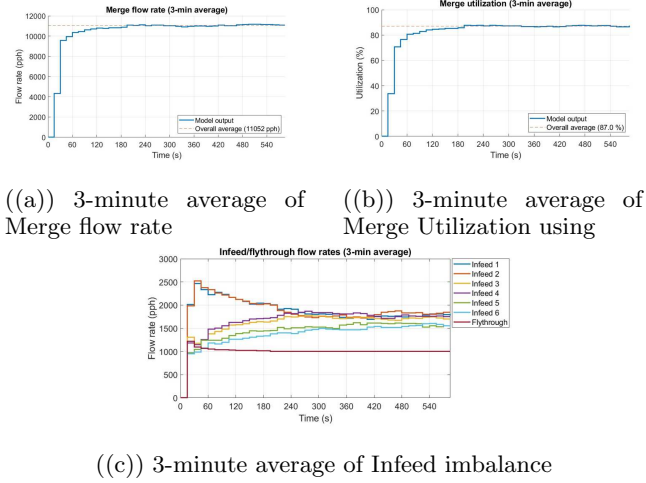 Merge flow rate (3-min average)
12000
10000
8000
6000
4000
2000
0
Flow rate (pph)
0 60 120 180 240 300 360 420 480 540
Time (s)
Model output
Overall average (11052 pph)
Merge utilization (3-min average)
100
80
60
40
20
0
Utilization (%)
0 60 120 180 240 300 360 420 480 540
Time (s)
Model output
Overall average (87.0 %)
((a)) 3-minute average of
Merge flow rate
((b)) 3-minute average of
Merge Utilization using
Infeed/flythrough flow rates (3-min average)
3000
2500
2000
1500
1000
500
0
Flow rate (pph)
0 60 120 180 240 300 360 420 480 540
Time (s)
Infeed 1
Infeed 2
Infeed 3
Infeed 4
Infeed 5
Infeed 6
Flythrough
((c)) 3-minute average of Infeed imbalance